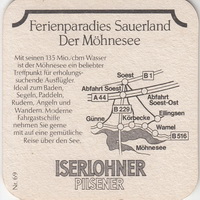 Ferienparadies Sauerland
Der Möhnesee
Mit seinen 135 Mio./cbm Wasser
ist der Möhnesee ein beliebter
Treffpunkt für erholungs-
suchende Ausflügler
Ideal zum Baden,
Segeln, Paddeln,
Rudern, Angeln und
Wandern. Moderne
Fahrgastschiffe
nehmen Sie gerne
mit auf eine gemütliche
Reise über den See.
Soest
B 1
Abfahrt Soest
A 44
Abfahrt
Soest-Ost
B 229
Ellingsen
Günne
Körbecke
Wamel
B 516
Möhnesee
ISERLOHNER
PILSENER
Nr. 6/9